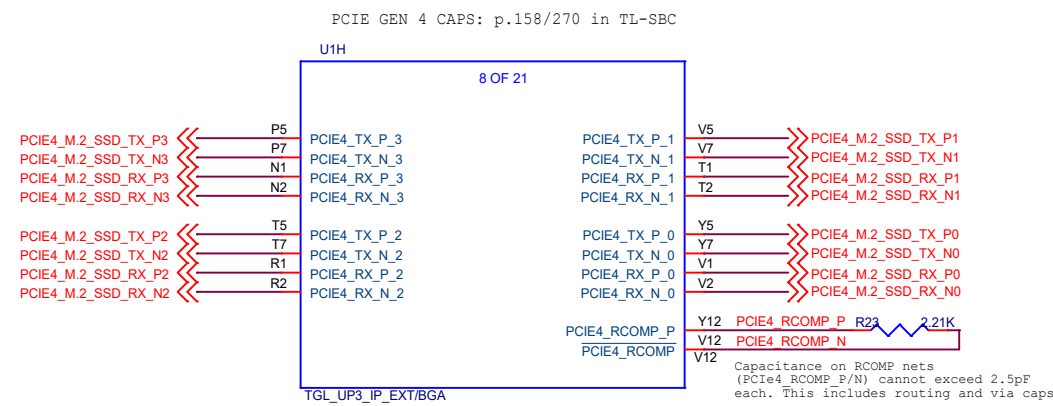 PCIE GEN 4 CAPS: p.158/270 in TL-SBC
U1H
8 OF 21
PCIE4_M.2_SSD_TX_P3 P5 PCIE4_TX_P_3 PCIE4_TX_P_1 V5 PCIE4_M.2_SSD_TX_P1
PCIE4_M.2_SSD_TX_N3 P7 PCIE4_TX_N_3 PCIE4_TX_N_1 V7 PCIE4_M.2_SSD_TX_N1
PCIE4_M.2_SSD_RX_P3 N1 PCIE4_RX_P_3 PCIE4_RX_P_1 T1 PCIE4_M.2_SSD_RX_P1
PCIE4_M.2_SSD_RX_N3 N2 PCIE4_RX_N_3 PCIE4_RX_N_1 T2 PCIE4_M.2_SSD_RX_N1
PCIE4_M.2_SSD_TX_P2 T5 PCIE4_TX_P_2 PCIE4_TX_P_0 Y5 PCIE4_M.2_SSD_TX_P0
PCIE4_M.2_SSD_TX_N2 T7 PCIE4_TX_N_2 PCIE4_TX_N_0 Y7 PCIE4_M.2_SSD_TX_N0
PCIE4_M.2_SSD_RX_P2 R1 PCIE4_RX_P_2 PCIE4_RX_P_0 V1 PCIE4_M.2_SSD_RX_P0
PCIE4_M.2_SSD_RX_N2 R2 PCIE4_RX_N_2 PCIE4_RX_N_0 V2 PCIE4_M.2_SSD_RX_N0
PCIE4_RCOMP_P Y12 PCIE4_RCOMP_P R23 2.21K
PCIE4_RCOMP V12 PCIE4_RCOMP_N
V12
Capacitance on RCOMP nets
(PCIe4_RCOMP_P/N) cannot exceed 2.5pF
each. This includes routing and via caps
TGL_UP3_IP_EXT/BGA